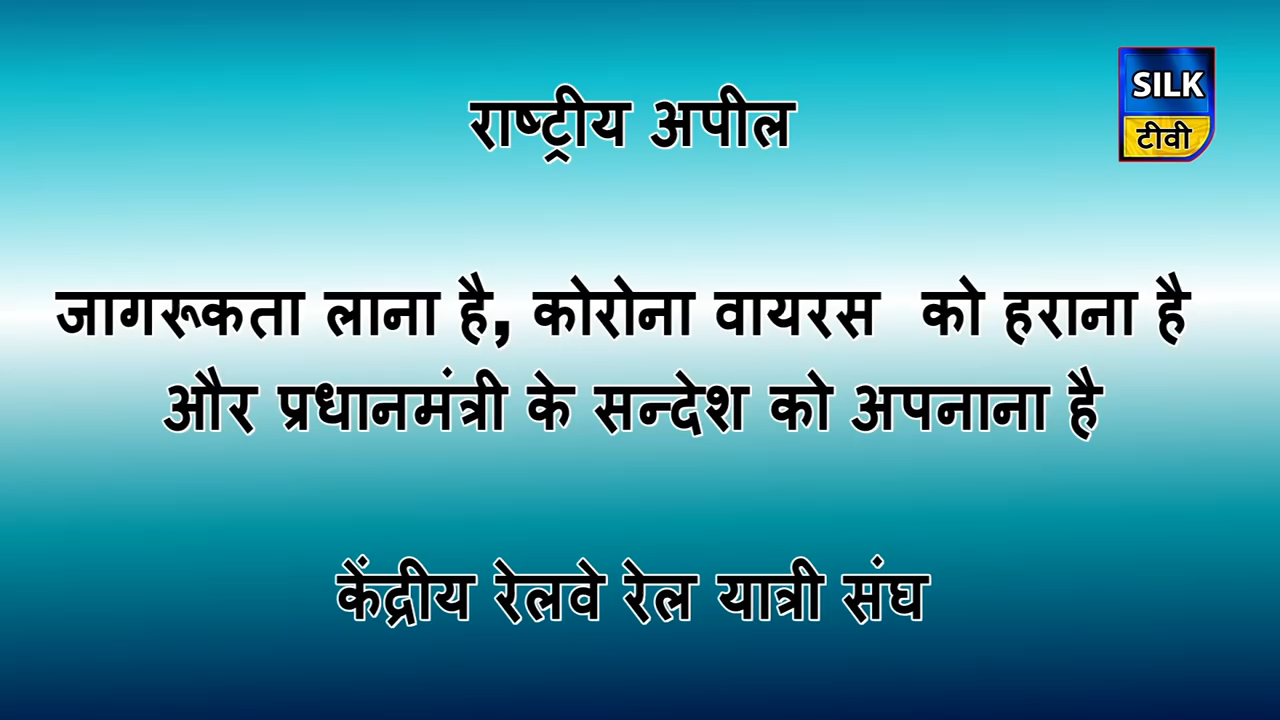 SILK
टीवी
राष्ट्रीय अपील
जागरूकता लाना है, कोरोना वायरस को हराना है
और प्रधानमंत्री के सन्देश को अपनाना है
केंद्रीय रेलवे रेल यात्री संघ